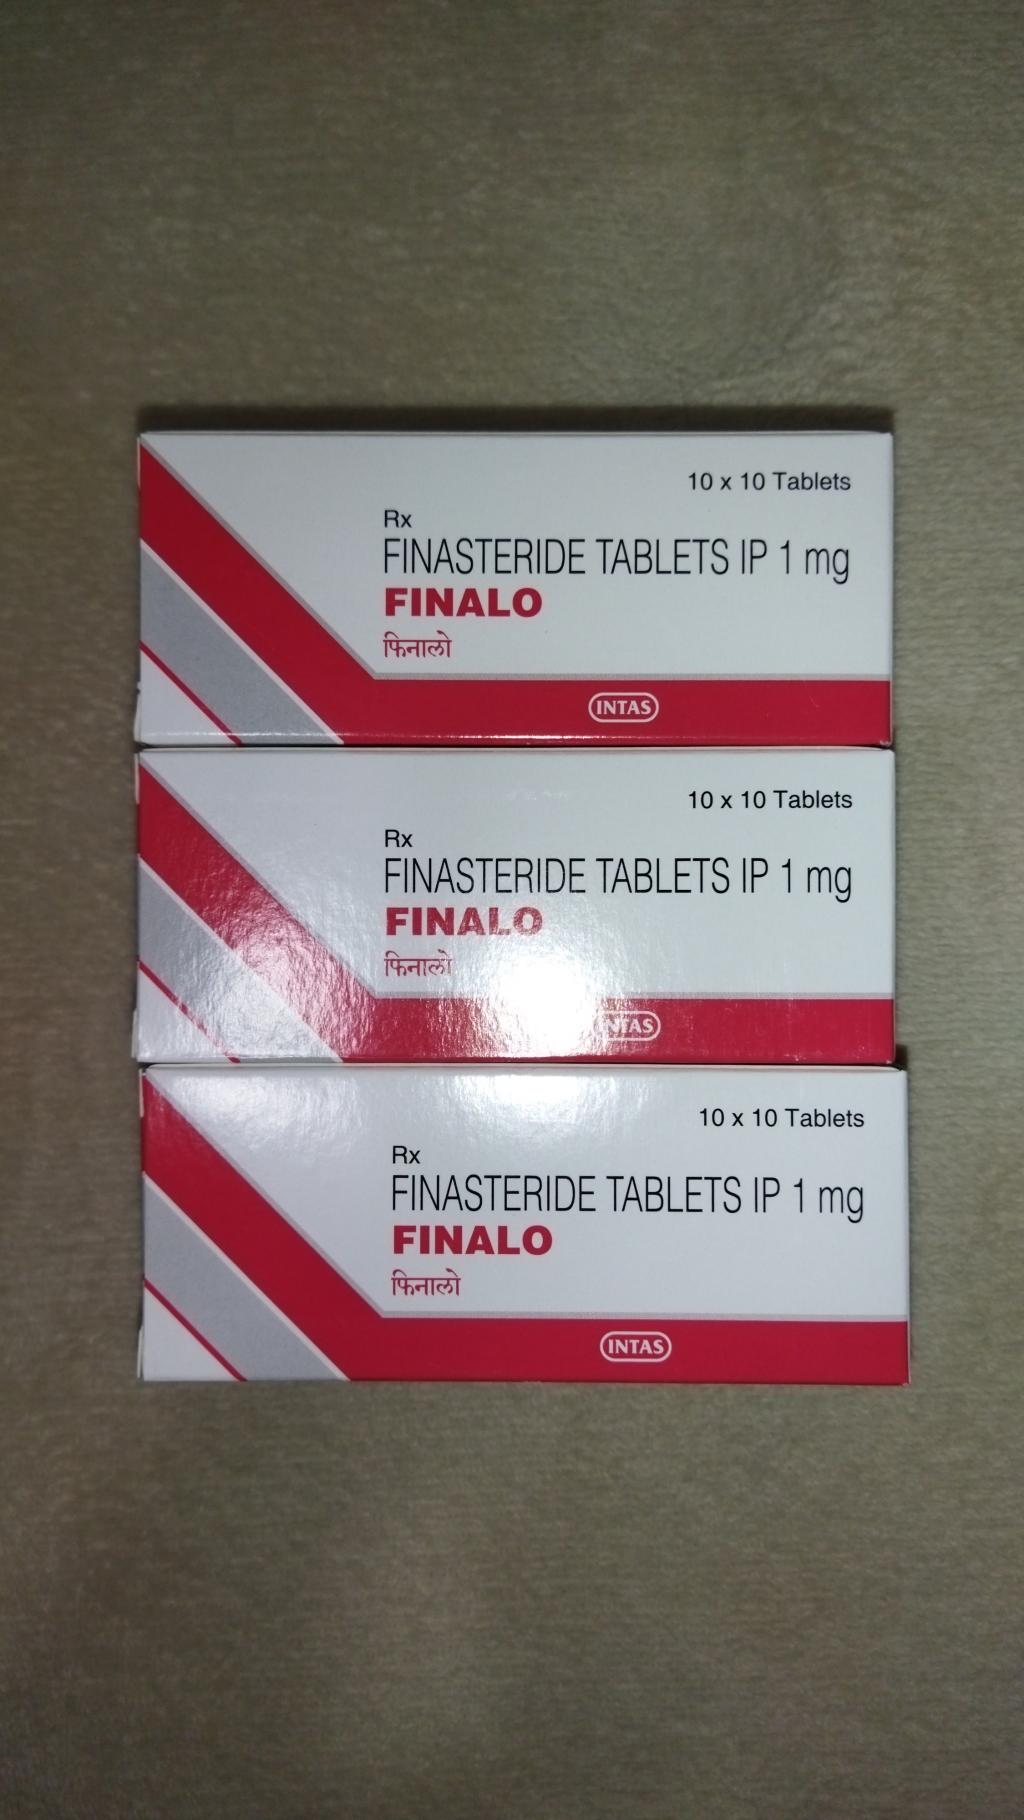 10 x 10 Tablets
Rx
FINASTERIDE TABLETS IP 1 mg
FINALO
फिनालो
INTAS
10 x 10 Tablets
Rx
FINASTERIDE TABLETS IP 1 mg
FINALO
फिनालो
INTAS
10 x 10 Tablets
Rx
FINASTERIDE TABLETS IP 1 mg
FINALO
फिनालो
INTAS